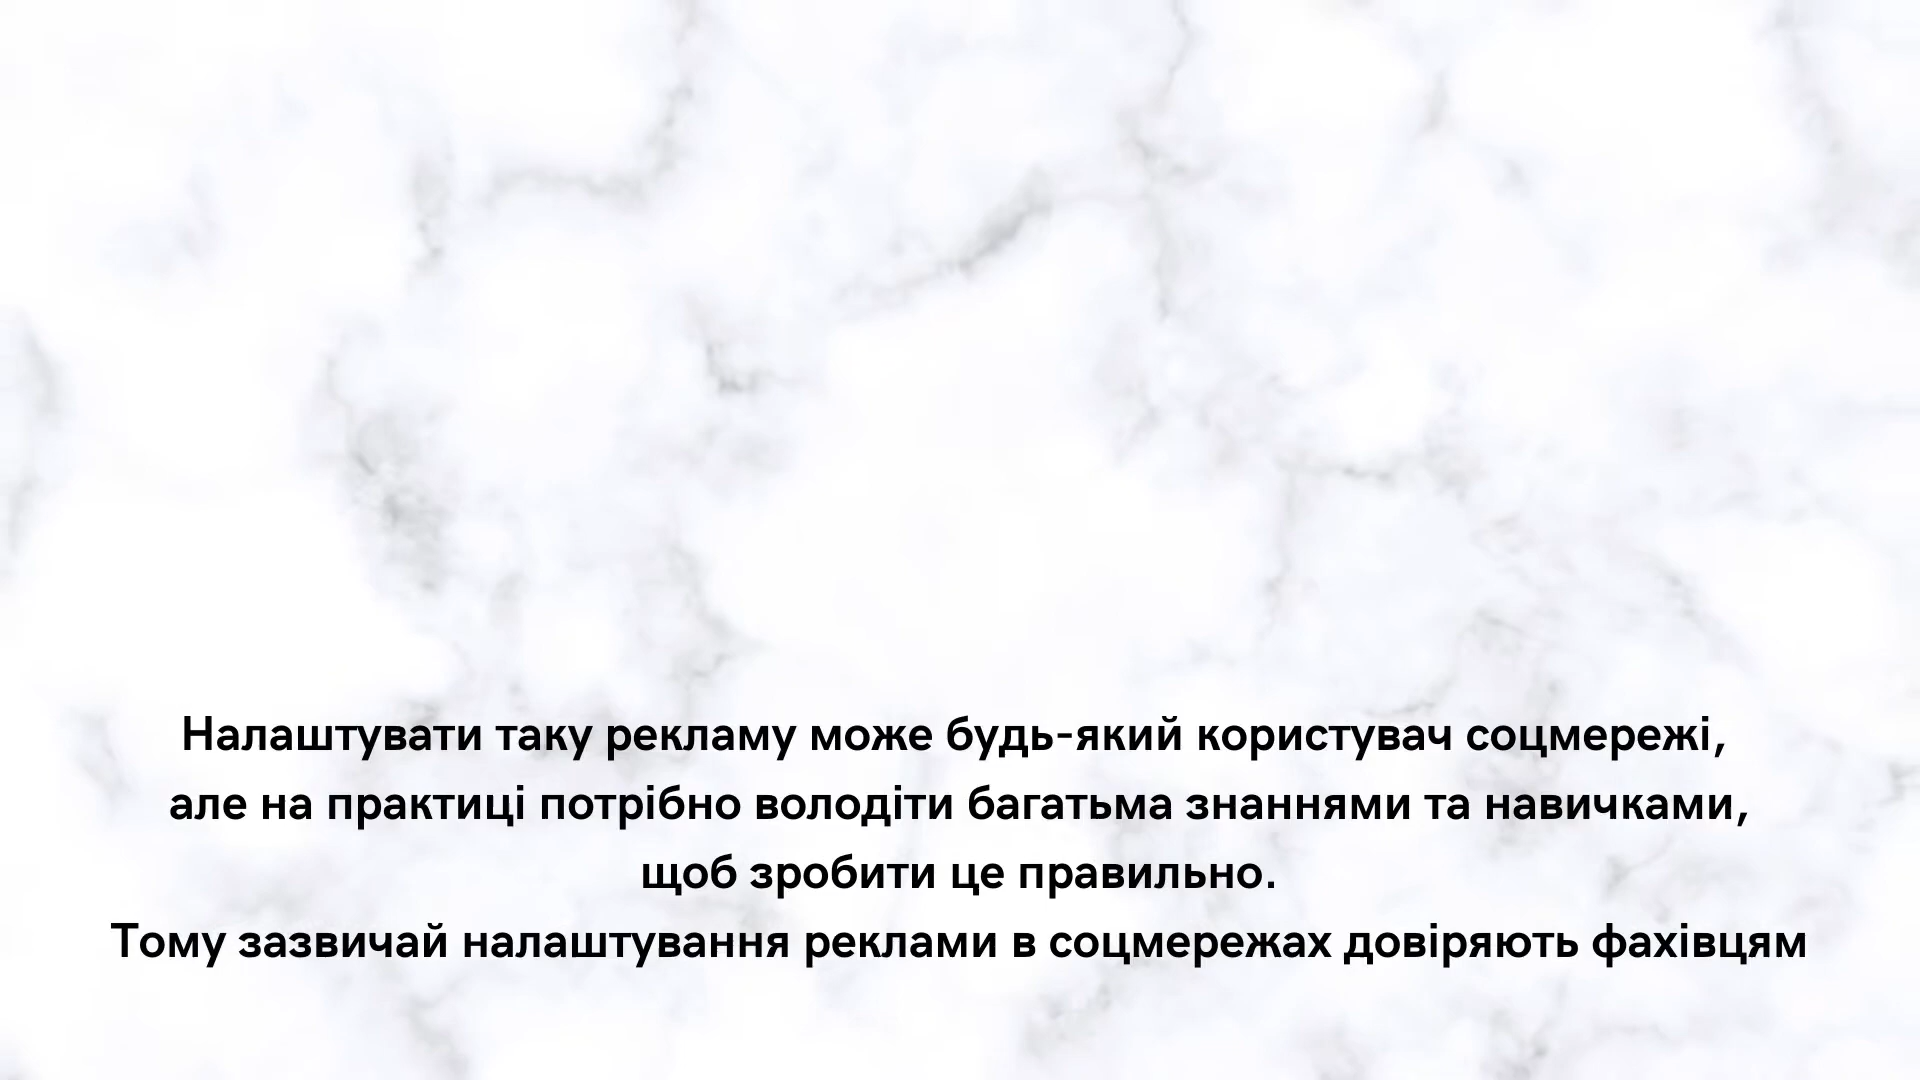 Налаштувати таку рекламу може будь-який користувач соцмережі,
але на практиці потрібно володіти багатьма знаннями та навичками,
щоб зробити це правильно.
Тому зазвичай налаштування реклами в соцмережах довіряють фахівцям